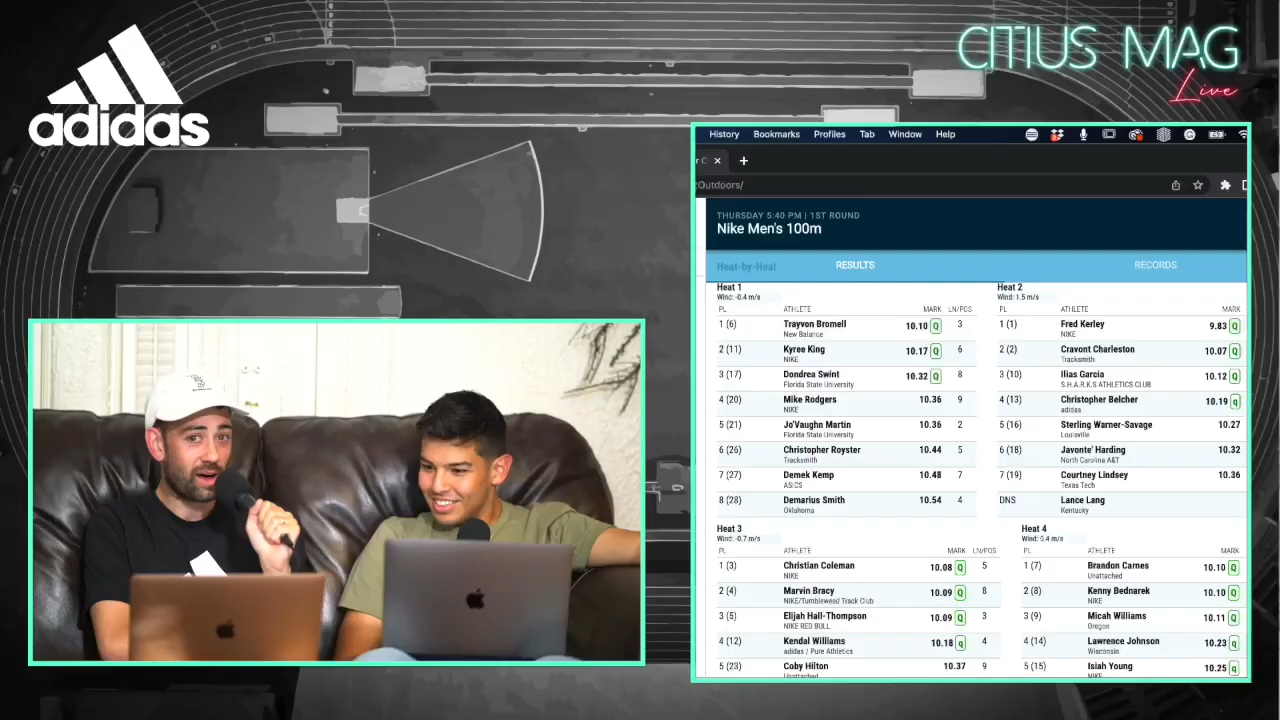 adidas
CITIUS MAG
Live
History Bookmarks Profiles Tab Window Help
Outdoors/
THURSDAY 5:40 PM | 1ST ROUND
Nike Men's 100m
Heat-by-Heat RESULTS RECORDS
Heat 1
Wind: -0.4 m/s
PL ATHLETE MARK LN/POS
1 (6) Trayvon Bromell 10.10 Q 3
New Balance
2 (11) Kyree King 10.17 Q 6
NIKE
3 (17) Dondrea Swint 10.32 Q 8
Florida State University
4 (20) Mike Rodgers 10.36 9
NIKE
5 (21) Jo'Vaughn Martin 10.36 2
Florida State University
6 (26) Christopher Royster 10.44 5
Tracksmith
7 (27) Demek Kemp 10.48 7
ASICS
8 (28) Demarius Smith 10.54 4
Oklahoma
Heat 2
Wind: 1.5 m/s
PL ATHLETE MARK
1 (1) Fred Kerley 9.83 Q
NIKE
2 (2) Cravont Charleston 10.07 Q
Tracksmith
3 (10) Ilias Garcia 10.12 Q
S.H.A.R.K.S ATHLETICS CLUB
4 (13) Christopher Belcher 10.19 q
adidas
5 (16) Sterling Warner-Savage 10.27
Louisville
6 (18) Javonte' Harding 10.32
North Carolina A&T
7 (19) Courtney Lindsey 10.36
Texas Tech
DNS Lance Lang
Kentucky
Heat 3
Wind: -0.7 m/s
PL ATHLETE MARK LN/POS
1 (3) Christian Coleman 10.08 Q 5
NIKE
2 (4) Marvin Bracy 10.09 Q 8
NIKE/Tumbleweed Track Club
3 (5) Elijah Hall-Thompson 10.09 Q 3
NIKE RED BULL
4 (12) Kendal Williams 10.18 q 4
adidas / Pure Athletics
5 (23) Coby Hilton 10.37 9
Unattached
Heat 4
Wind: 0.4 m/s
PL ATHLETE MARK
1 (7) Brandon Carnes 10.10 Q
Unattached
2 (8) Kenny Bednarek 10.10 Q
NIKE
3 (9) Micah Williams 10.11 Q
Oregon
4 (14) Lawrence Johnson 10.23 q
Wisconsin
5 (15) Isiah Young 10.25 q
NIKE